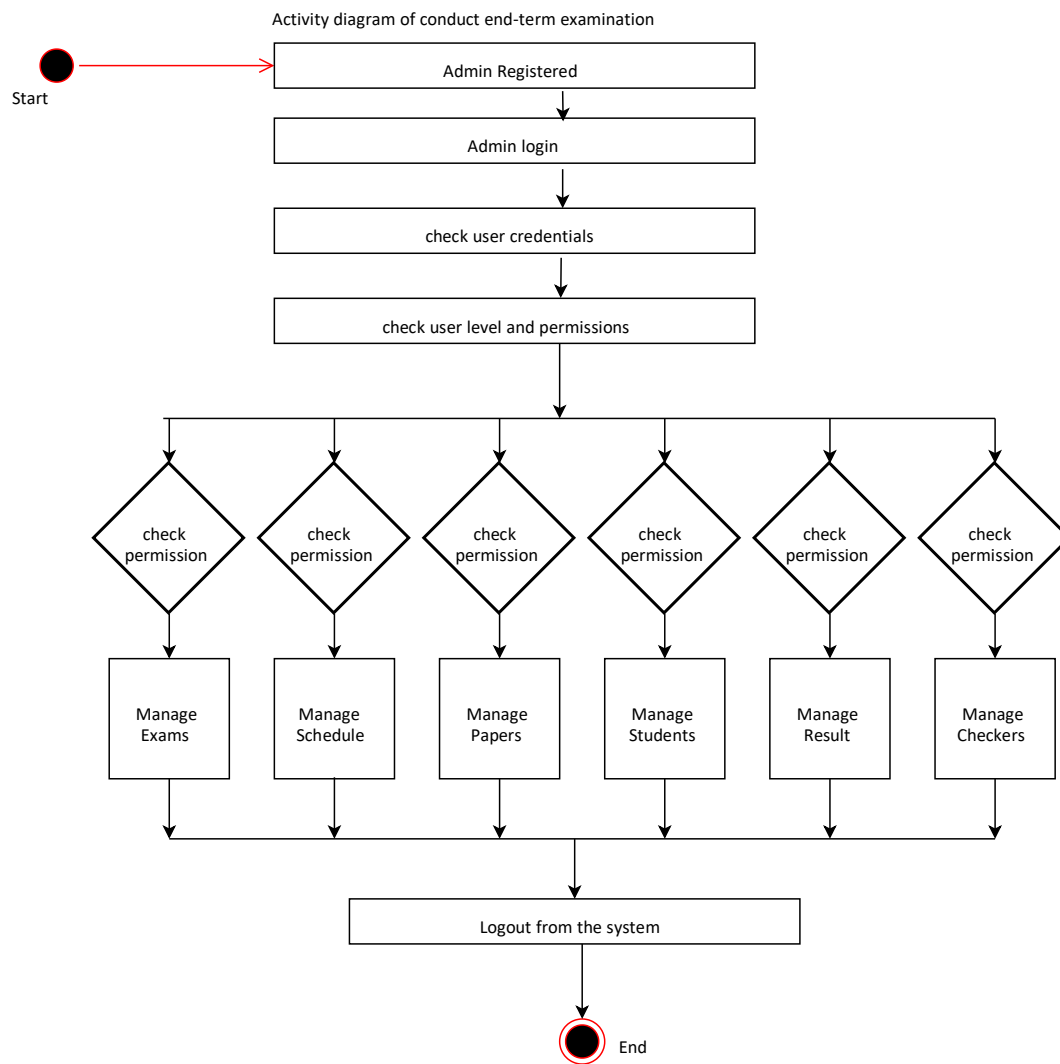 Activity diagram of conduct end-term examination
Start
Admin Registered
Admin login
check user credentials
check user level and permissions
check
permission
check
permission
check
permission
check
permission
check
permission
check
permission
Manage
Exams
Manage
Schedule
Manage
Papers
Manage
Students
Manage
Result
Manage
Checkers
Logout from the system
End